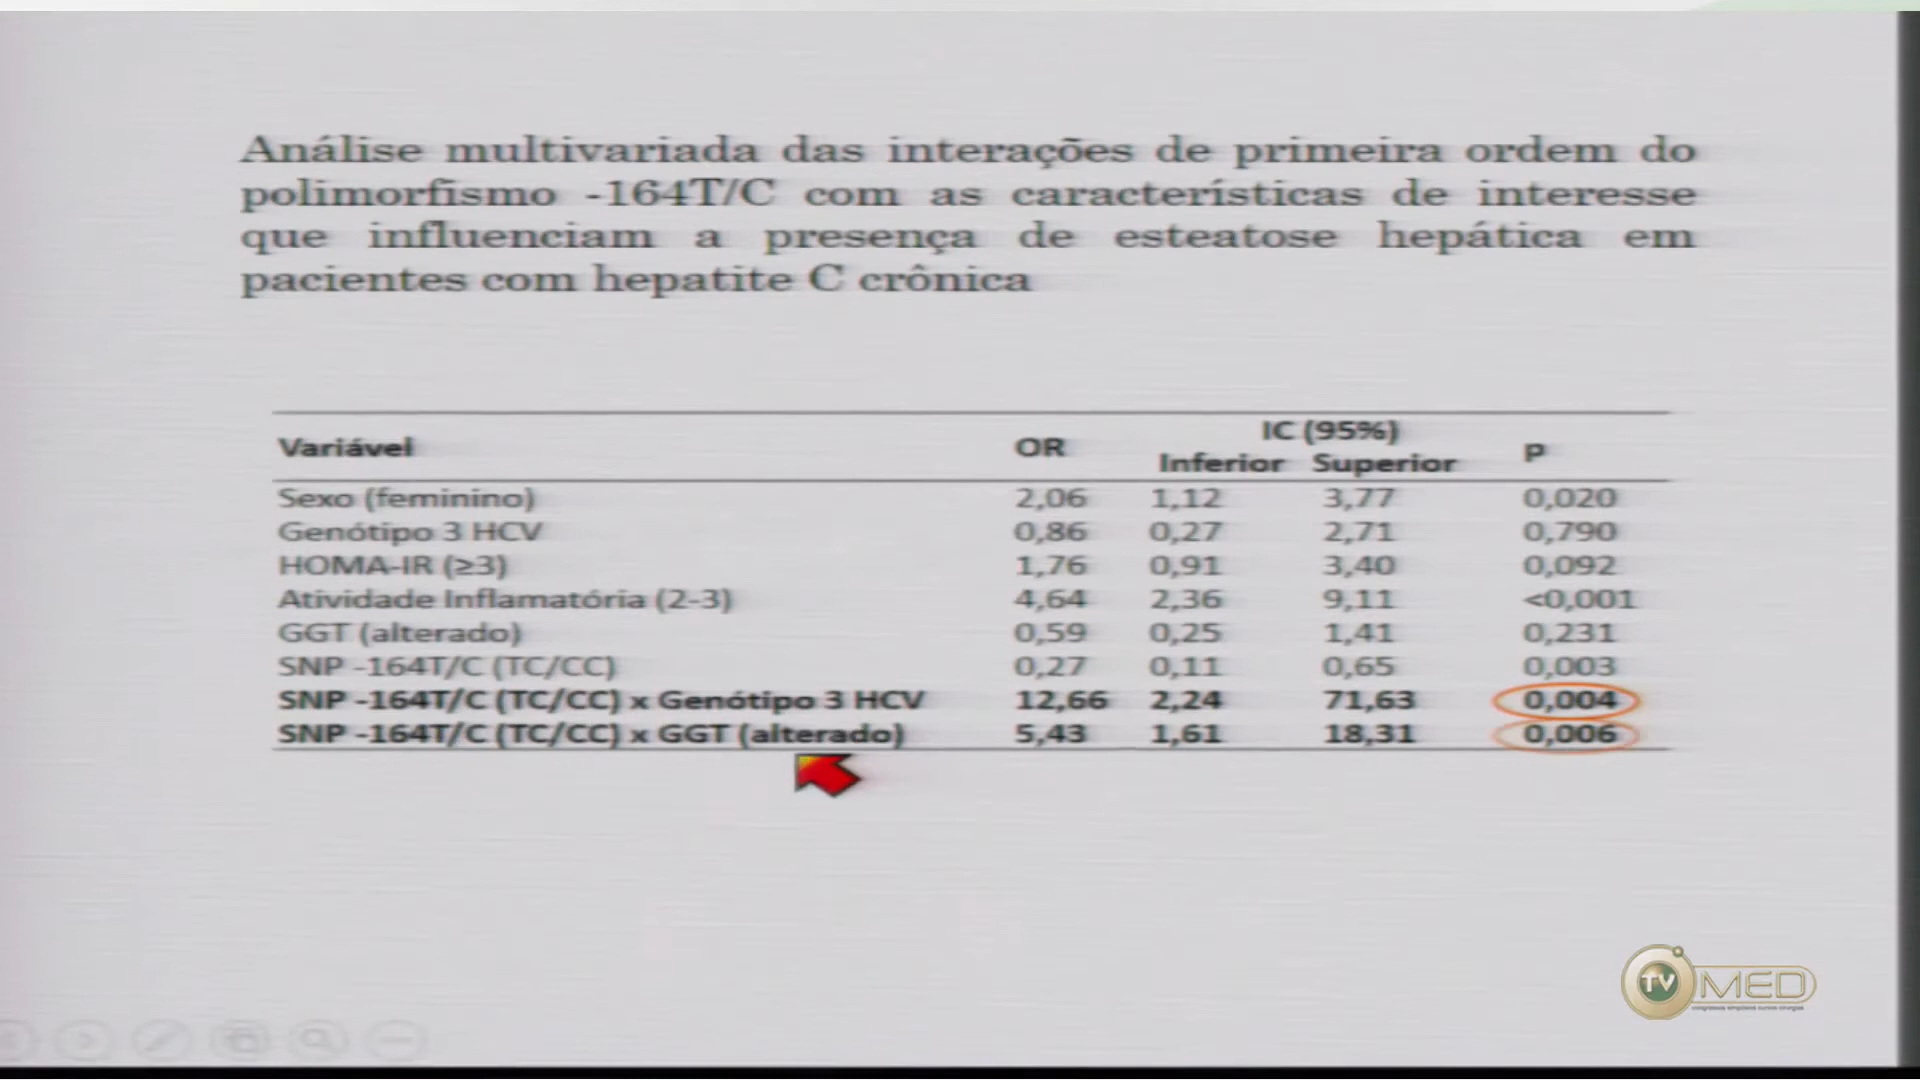 Análise multivariada das interações de primeira ordem do
polimorfismo -164T/C com as características de interesse
que influenciam a presença de esteatose hepática em
pacientes com hepatite C crônica
Variável OR IC (95%) P
Inferior Superior
Sexo (feminino) 2,06 1,12 3,77 0,020
Genótipo 3 HCV 0,86 0,27 2,71 0,790
HOMA-IR (≥3) 1,76 0,91 3,40 0,092
Atividade Inflamatória (2-3) 4,64 2,36 9,11 <0,001
GGT (alterado) 0,59 0,25 1,41 0,231
SNP -164T/C (TC/CC) 0,27 0,11 0,65 0,003
SNP -164T/C (TC/CC) x Genótipo 3 HCV 12,66 2,24 71,63 0,004
SNP -164T/C (TC/CC) x GGT (alterado) 5,43 1,61 18,31 0,006
TV MED